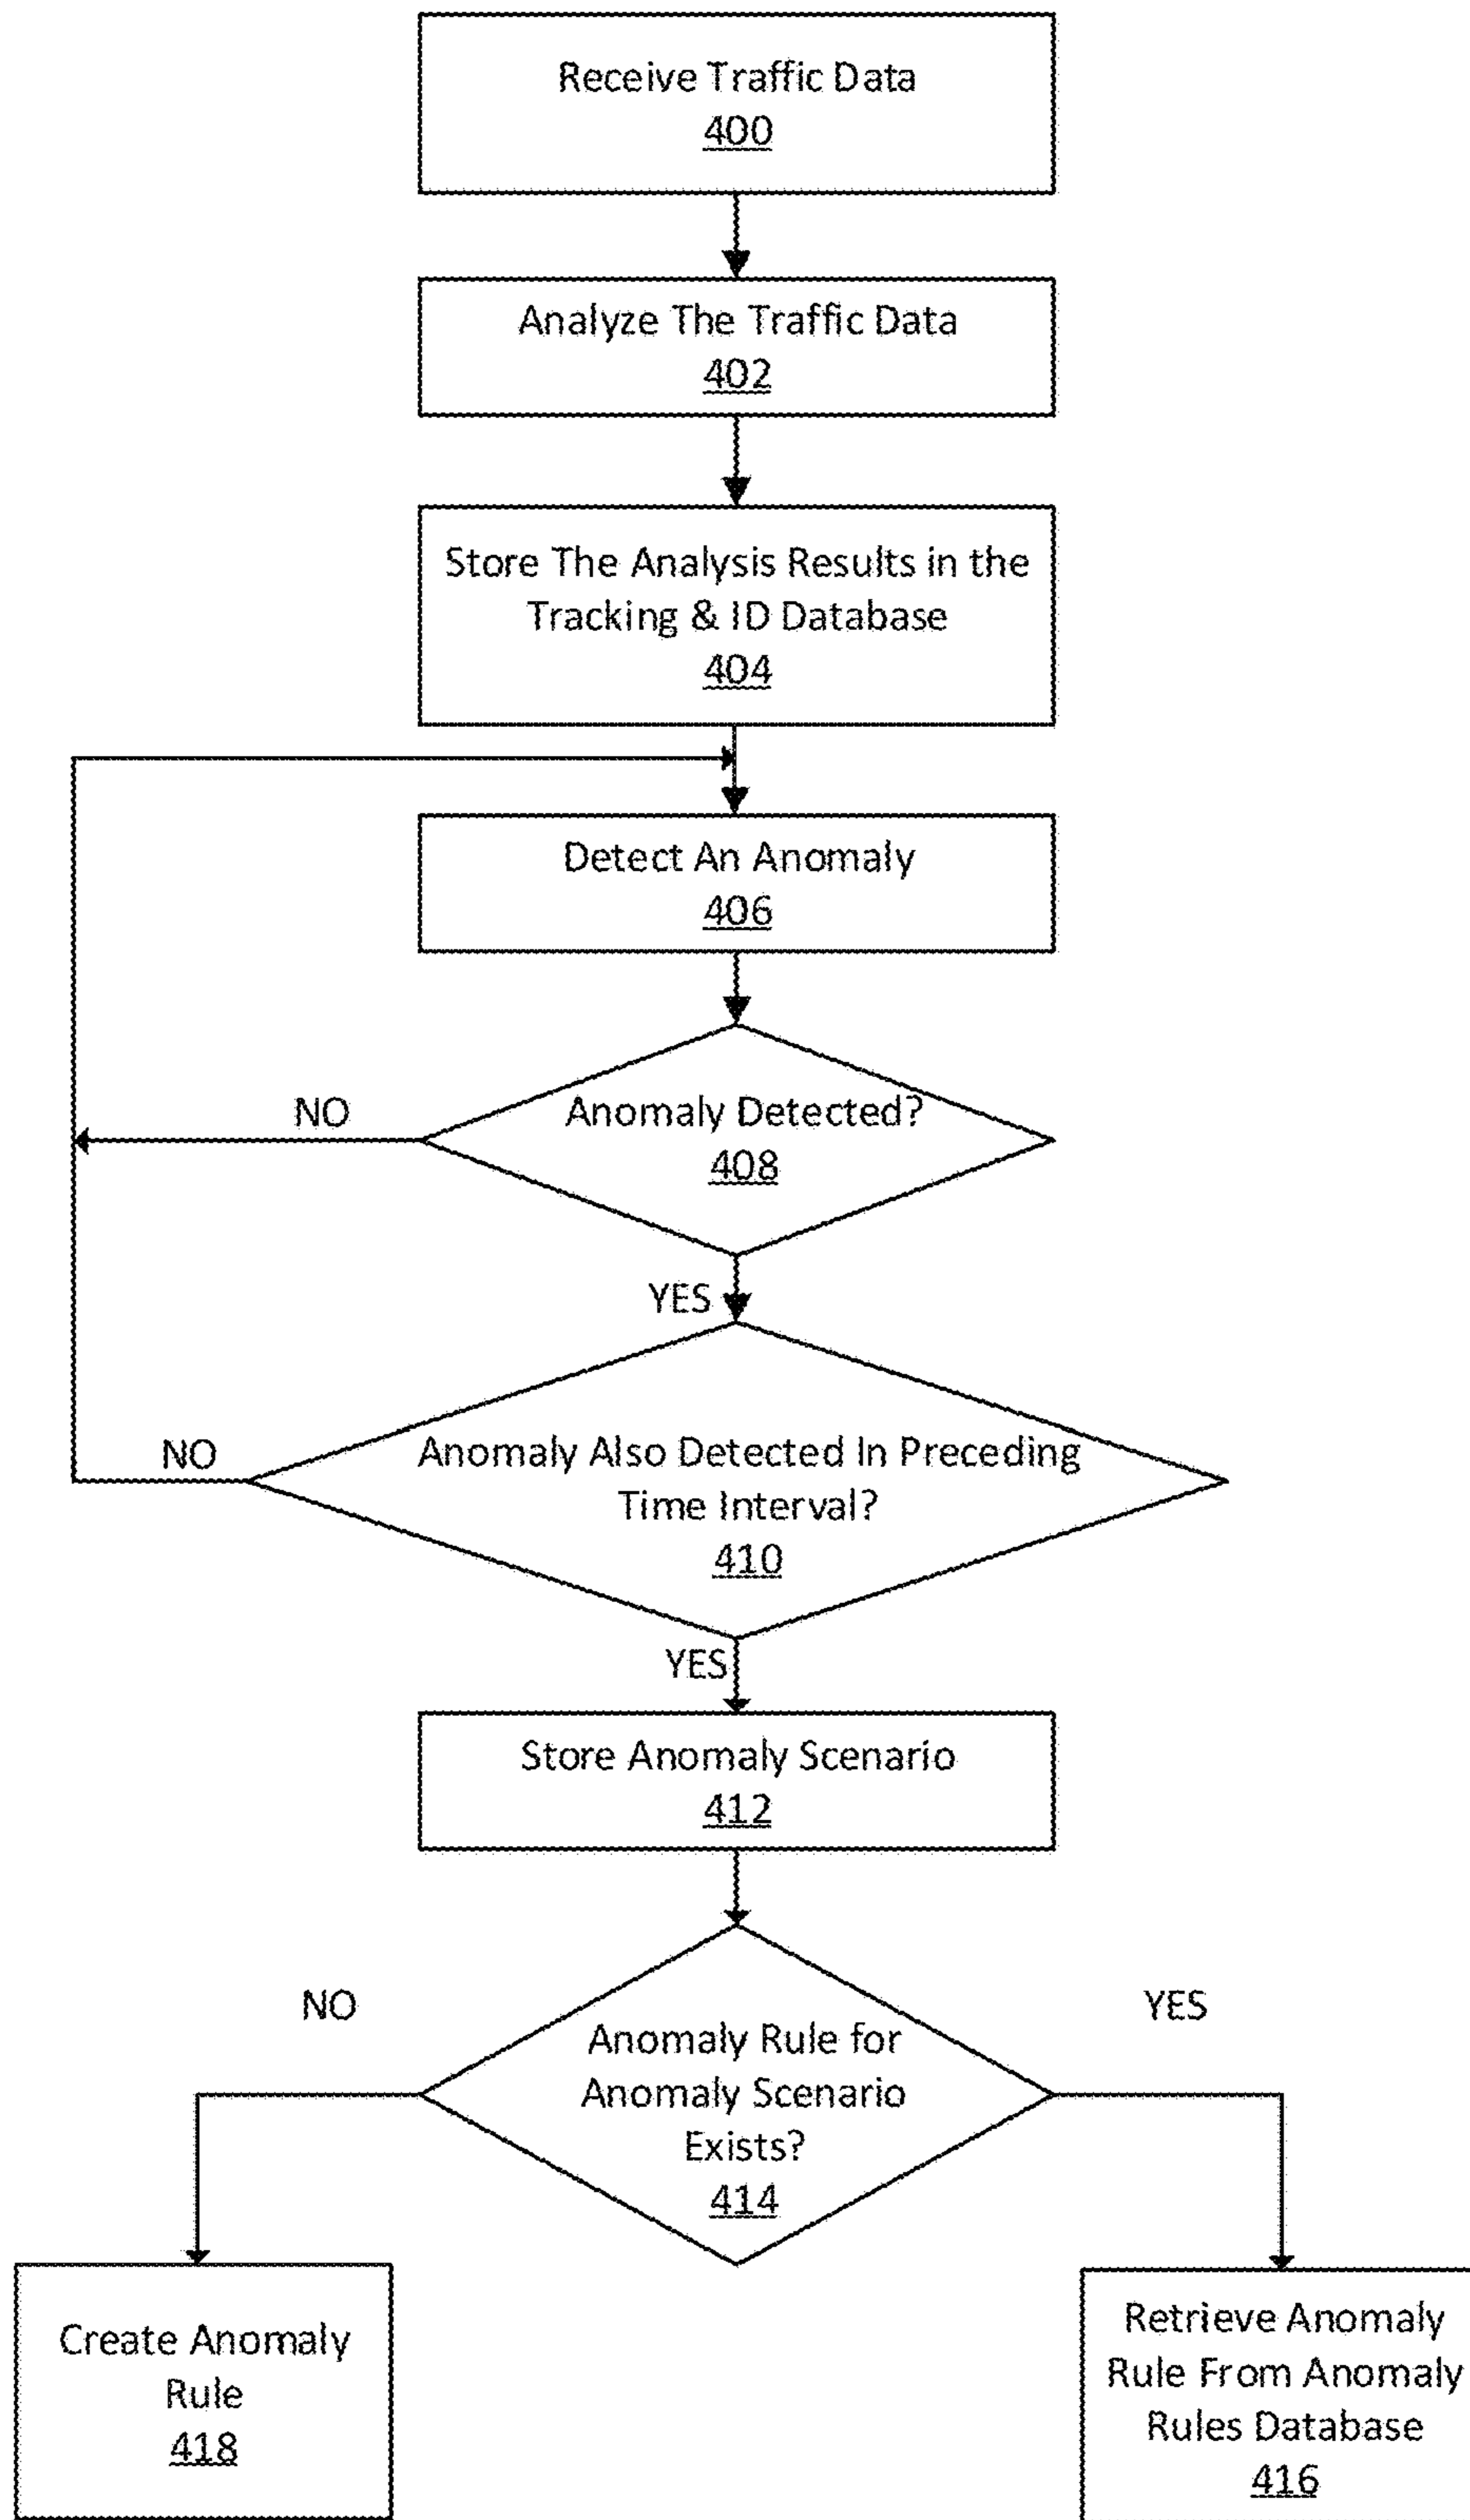 Receive Traffic Data
400
Analyze The Traffic Data
402
Store The Analysis Results in the
Tracking & ID Database
404
Detect An Anomaly
406
NO
Anomaly Detected?
408
YES
NO
Anomaly Also Detected In Preceding
Time Interval?
410
YES
Store Anomaly Scenario
412
NO
YES
Anomaly Rule for
Anomaly Scenario
Exists?
414
Create Anomaly
Rule
418
Retrieve Anomaly
Rule From Anomaly
Rules Database
416